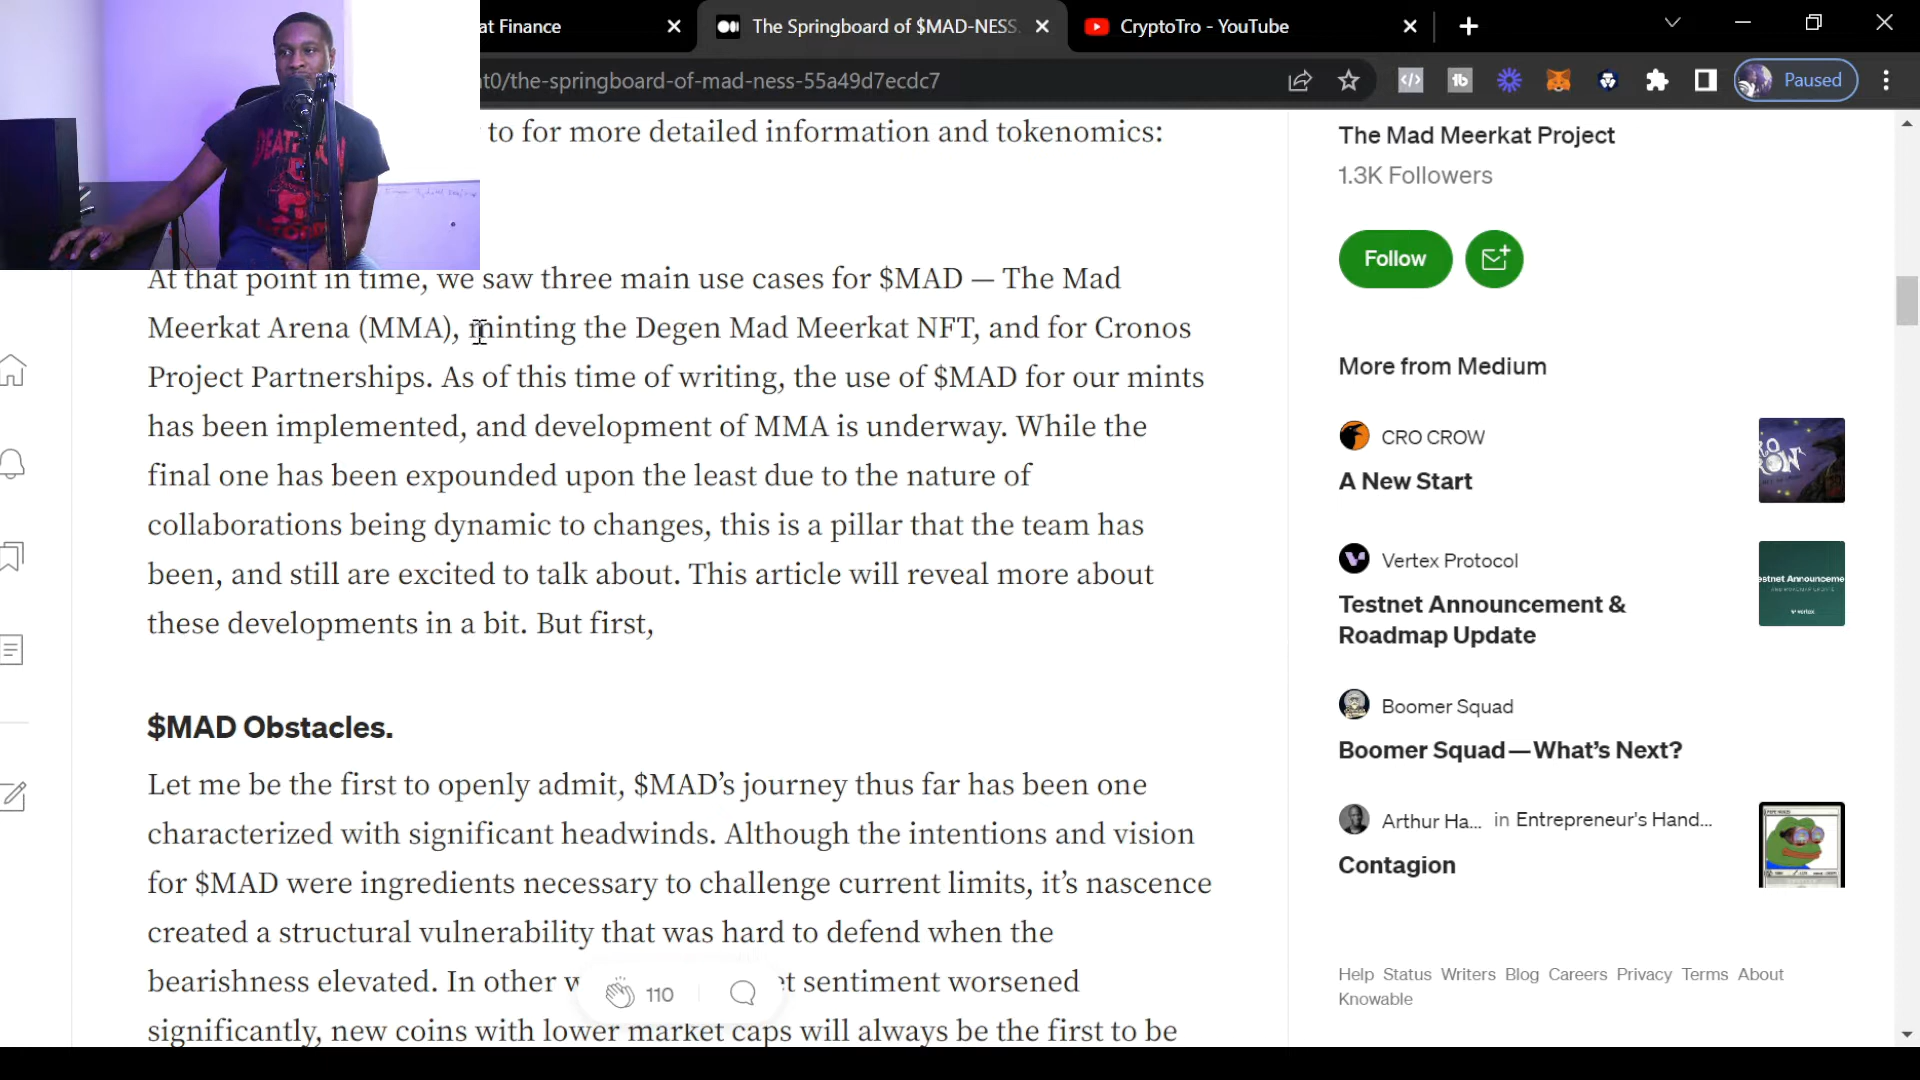 at Finance
The Springboard of $MAD-NESS.
CryptoTro - YouTube
nt0/the-springboard-of-mad-ness-55a49d7ecdc7
Paused
to for more detailed information and tokenomics:
At that point in time, we saw three main use cases for $MAD — The Mad
Meerkat Arena (MMA), minting the Degen Mad Meerkat NFT, and for Cronos
Project Partnerships. As of this time of writing, the use of $MAD for our mints
has been implemented, and development of MMA is underway. While the
final one has been expounded upon the least due to the nature of
collaborations being dynamic to changes, this is a pillar that the team has
been, and still are excited to talk about. This article will reveal more about
these developments in a bit. But first,
$MAD Obstacles.
Let me be the first to openly admit, $MAD’s journey thus far has been one
characterized with significant headwinds. Although the intentions and vision
for $MAD were ingredients necessary to challenge current limits, it’s nascence
created a structural vulnerability that was hard to defend when the
bearishness elevated. In other w
110
et sentiment worsened
significantly, new coins with lower market caps will always be the first to be
The Mad Meerkat Project
1.3K Followers
Follow
More from Medium
CRO CROW
A New Start
Vertex Protocol
Testnet Announcement &
Roadmap Update
estnet Announceme
vertex
Boomer Squad
Boomer Squad—What’s Next?
Arthur Ha... in Entrepreneur's Hand...
Contagion
Help Status Writers Blog Careers Privacy Terms About
Knowable